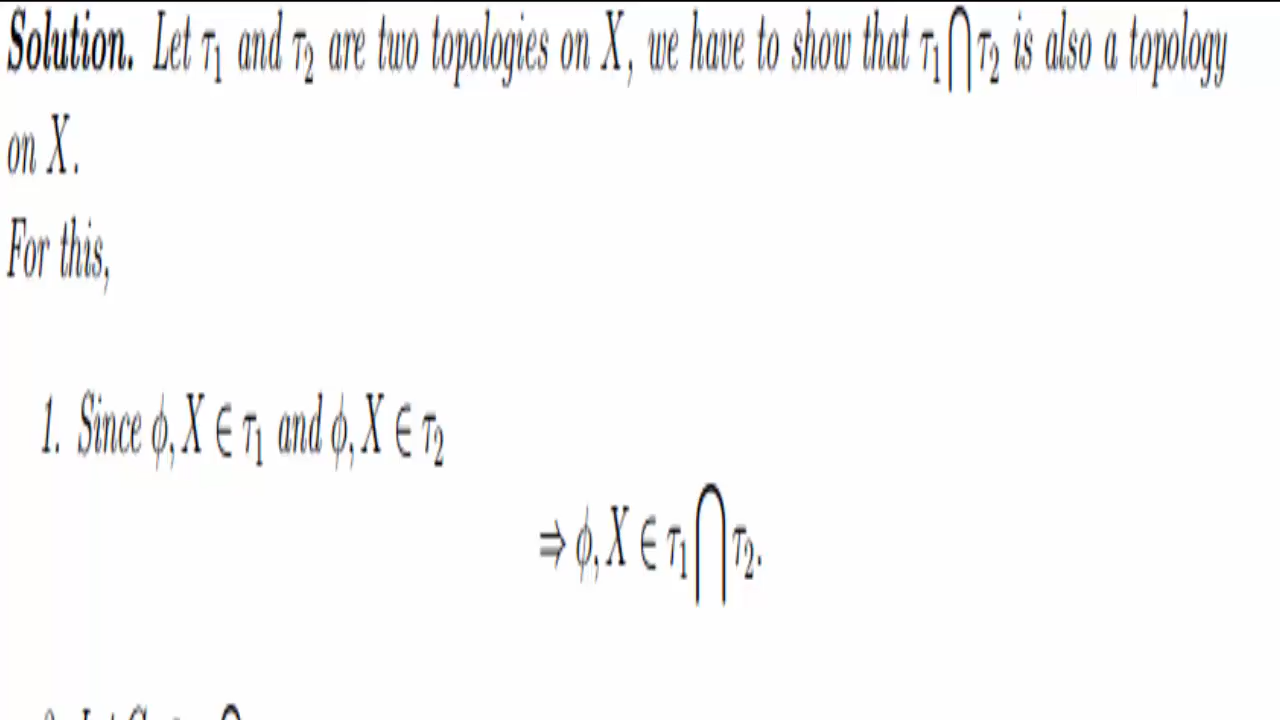 Solution. Let τ₁ and τ₂ are two topologies on X, we have to show that τ₁⋂τ₂ is also a topology
on X.
For this,
1. Since ϕ, X ∈ τ₁ and ϕ, X ∈ τ₂
⇒ ϕ, X ∈ τ₁⋂τ₂.